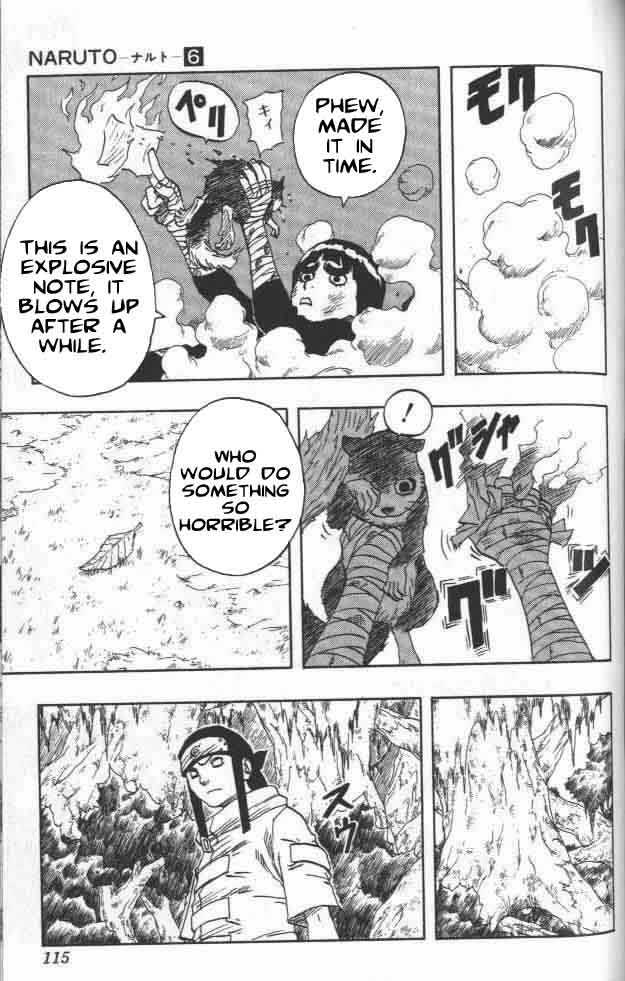 NARUTO —ナルト— 6
モク
モク
PHEW,
MADE
IT IN
TIME.
キィ
ペリ
THIS IS AN
EXPLOSIVE
NOTE, IT
BLOWS UP
AFTER A
WHILE.
!
グシャ
グッ
WHO
WOULD DO
SOMETHING
SO
HORRIBLE?
スゥ
115